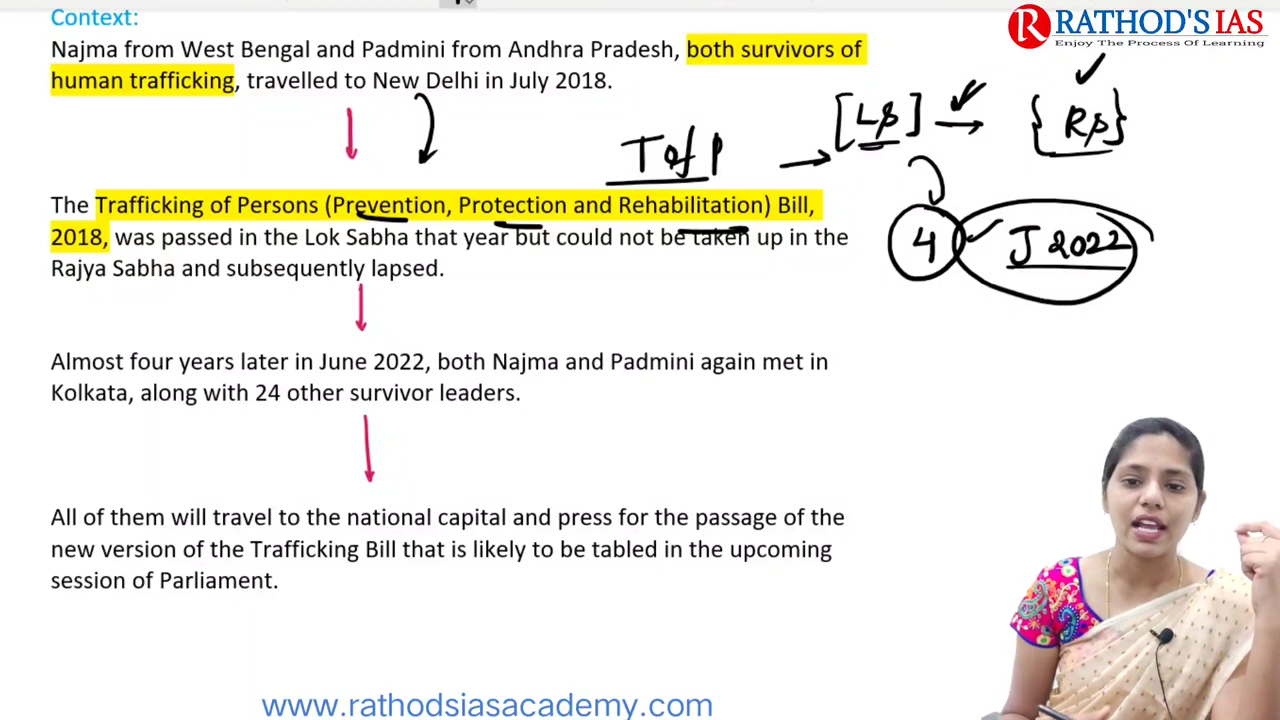 Context:
RATHOD'S IAS
Enjoy The Process Of Learning
Najma from West Bengal and Padmini from Andhra Pradesh, both survivors of
human trafficking, travelled to New Delhi in July 2018.
T of P
[LS]
{RS}
The Trafficking of Persons (Prevention, Protection and Rehabilitation) Bill,
2018, was passed in the Lok Sabha that year but could not be taken up in the
Rajya Sabha and subsequently lapsed.
4
J 2022
Almost four years later in June 2022, both Najma and Padmini again met in
Kolkata, along with 24 other survivor leaders.
All of them will travel to the national capital and press for the passage of the
new version of the Trafficking Bill that is likely to be tabled in the upcoming
session of Parliament.
www.rathodsiasacademy.com